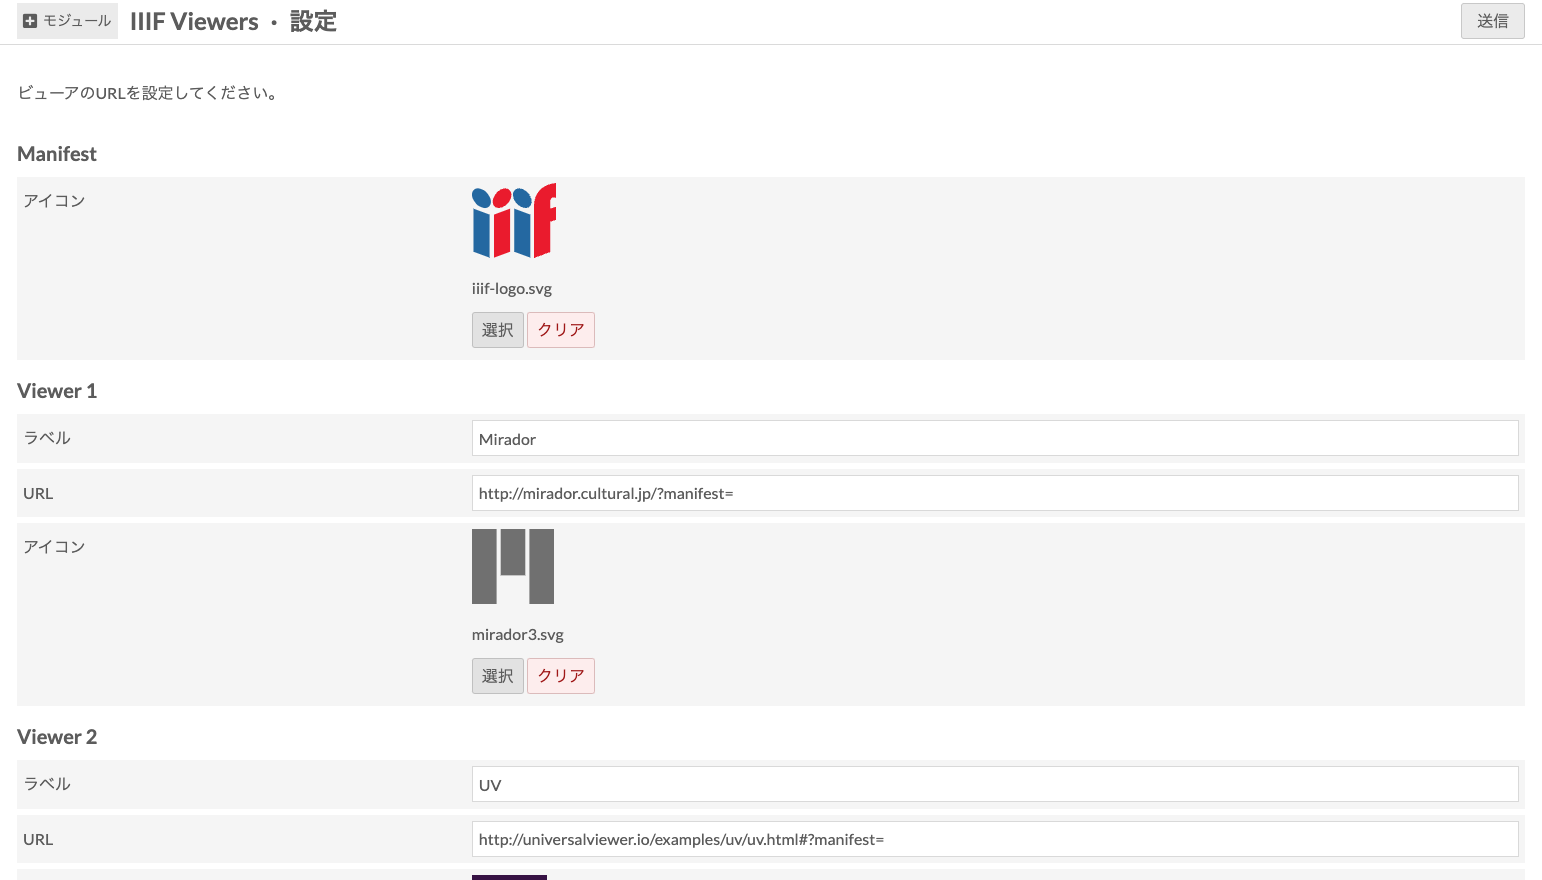 モジュール IIIF Viewers・設定 送信
ビューアのURLを設定してください。
Manifest
アイコン
iiif
iiif-logo.svg
選択 クリア
Viewer 1
ラベル Mirador
URL http://mirador.cultural.jp/?manifest=
アイコン
mirador3.svg
選択 クリア
Viewer 2
ラベル UV
URL http://universalviewer.io/examples/uv/uv.html#?manifest=